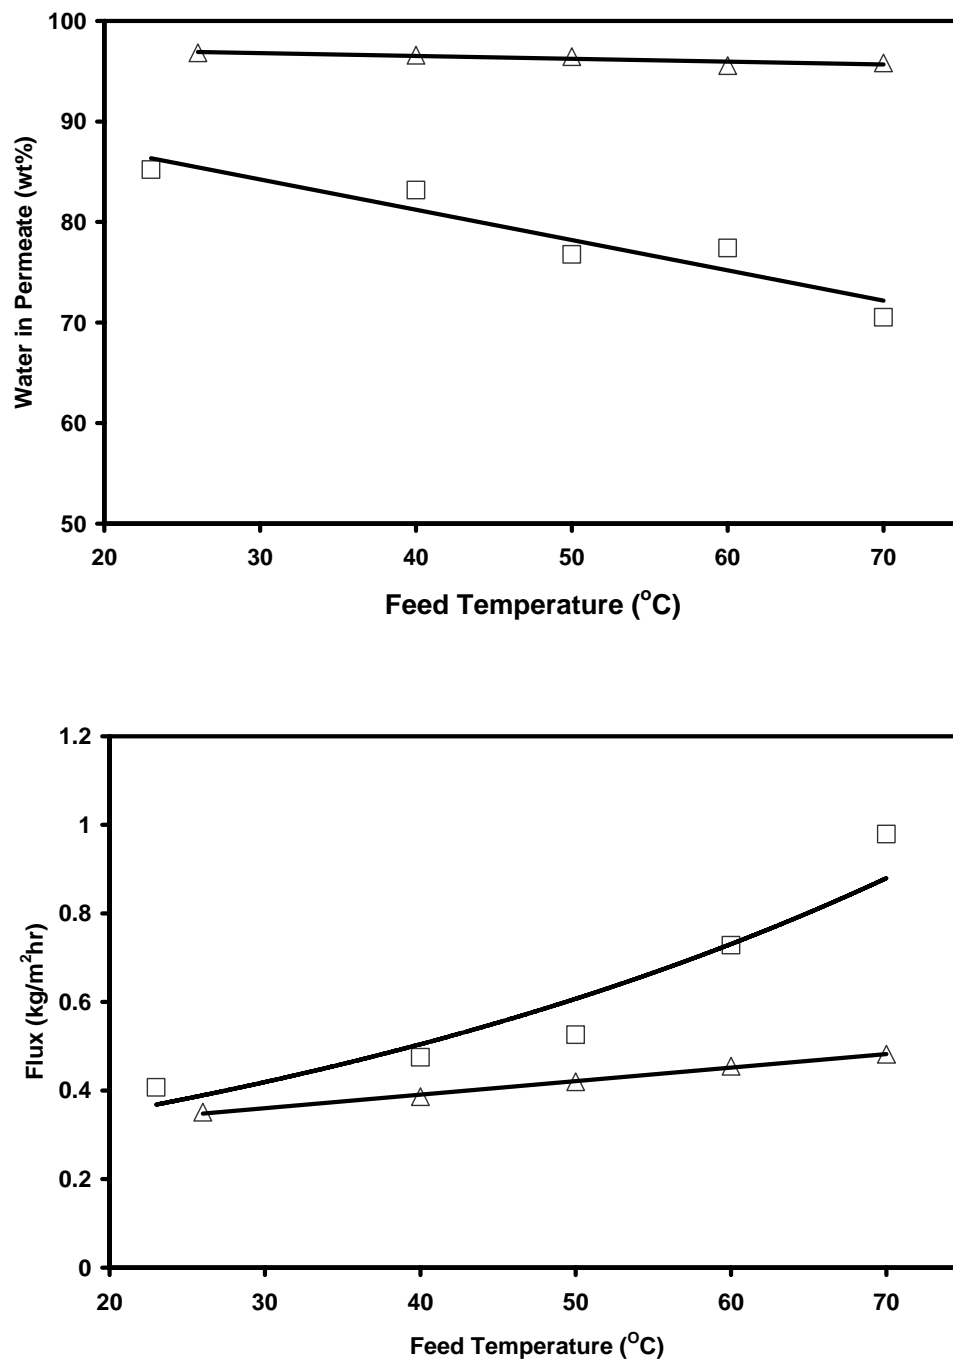 100
90
80
70
60
50
Water in Permeate (wt%)
20 30 40 50 60 70
Feed Temperature (°C)
1.2
1
0.8
0.6
0.4
0.2
0
Flux (kg/m²hr)
20 30 40 50 60 70
Feed Temperature (ᴼC)